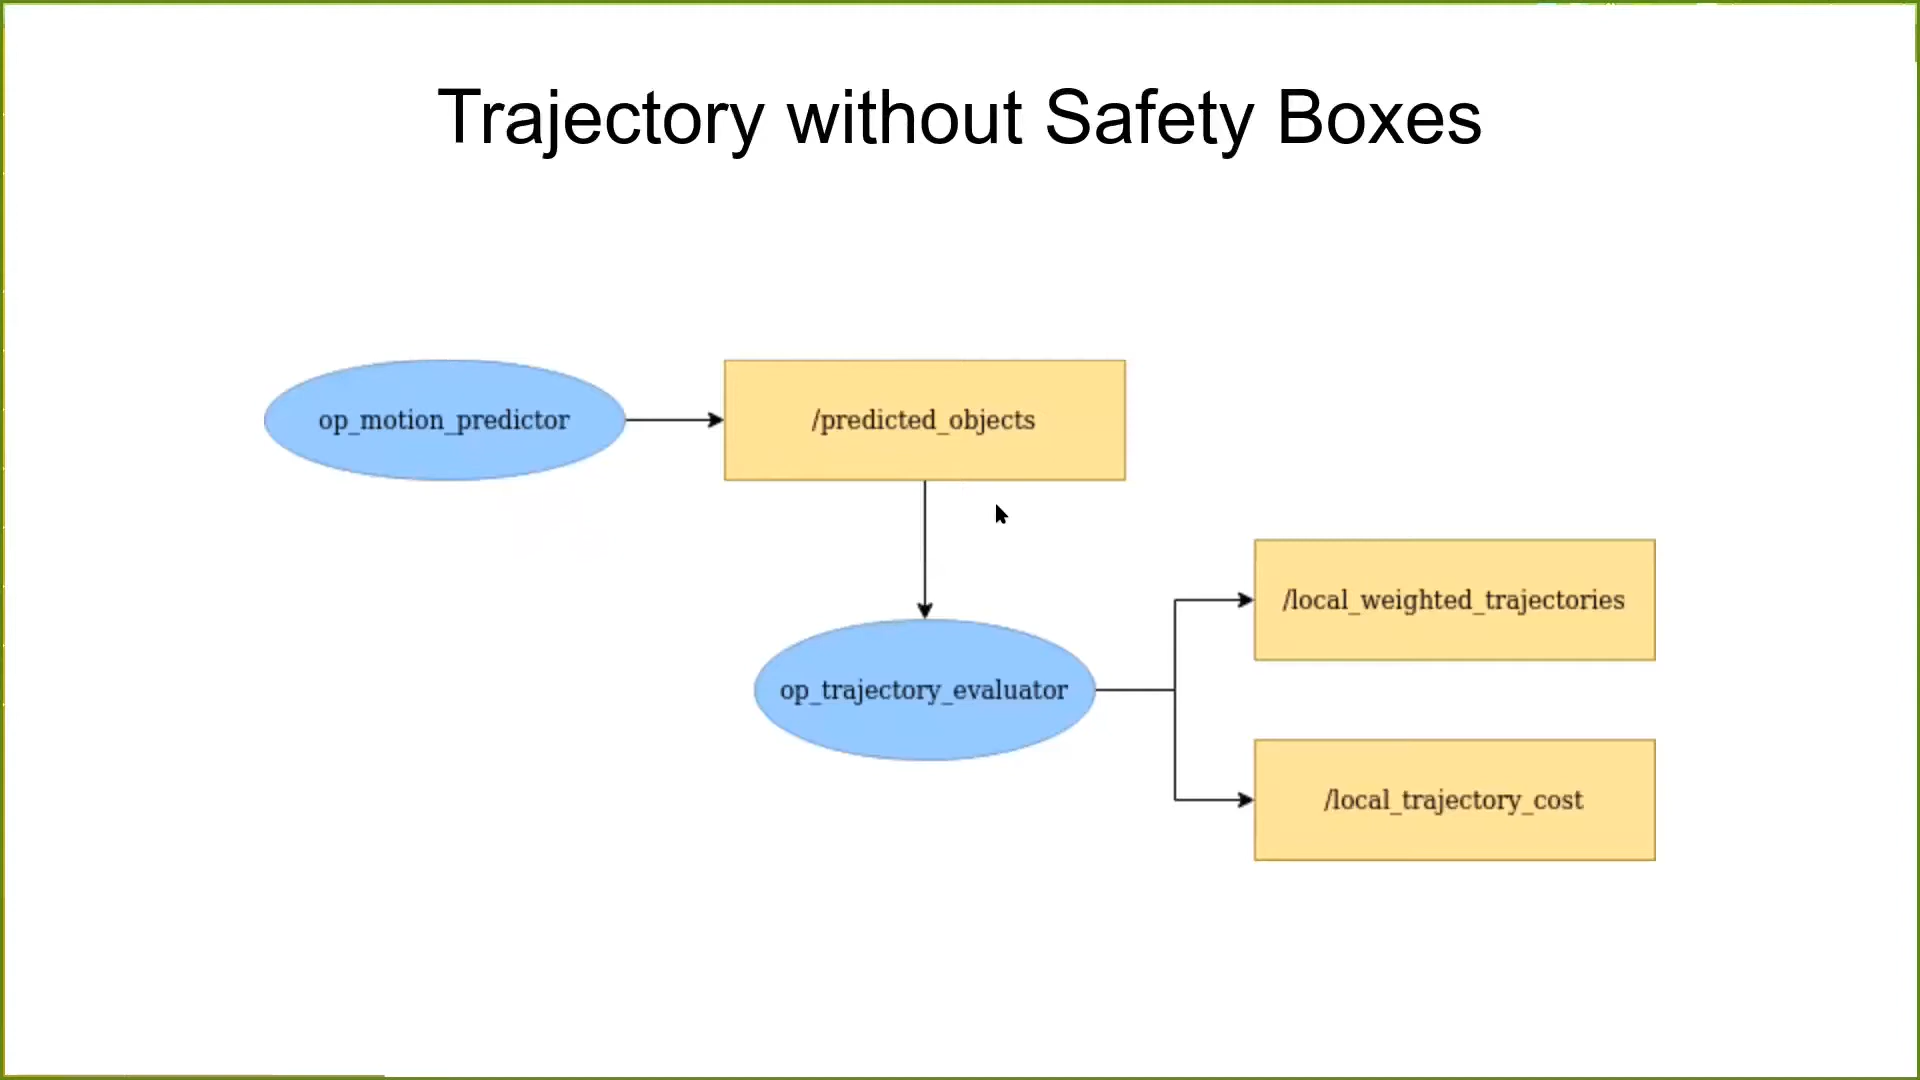 Trajectory without Safety Boxes
op_motion_predictor
/predicted_objects
/local_weighted_trajectories
op_trajectory_evaluator
/local_trajectory_cost